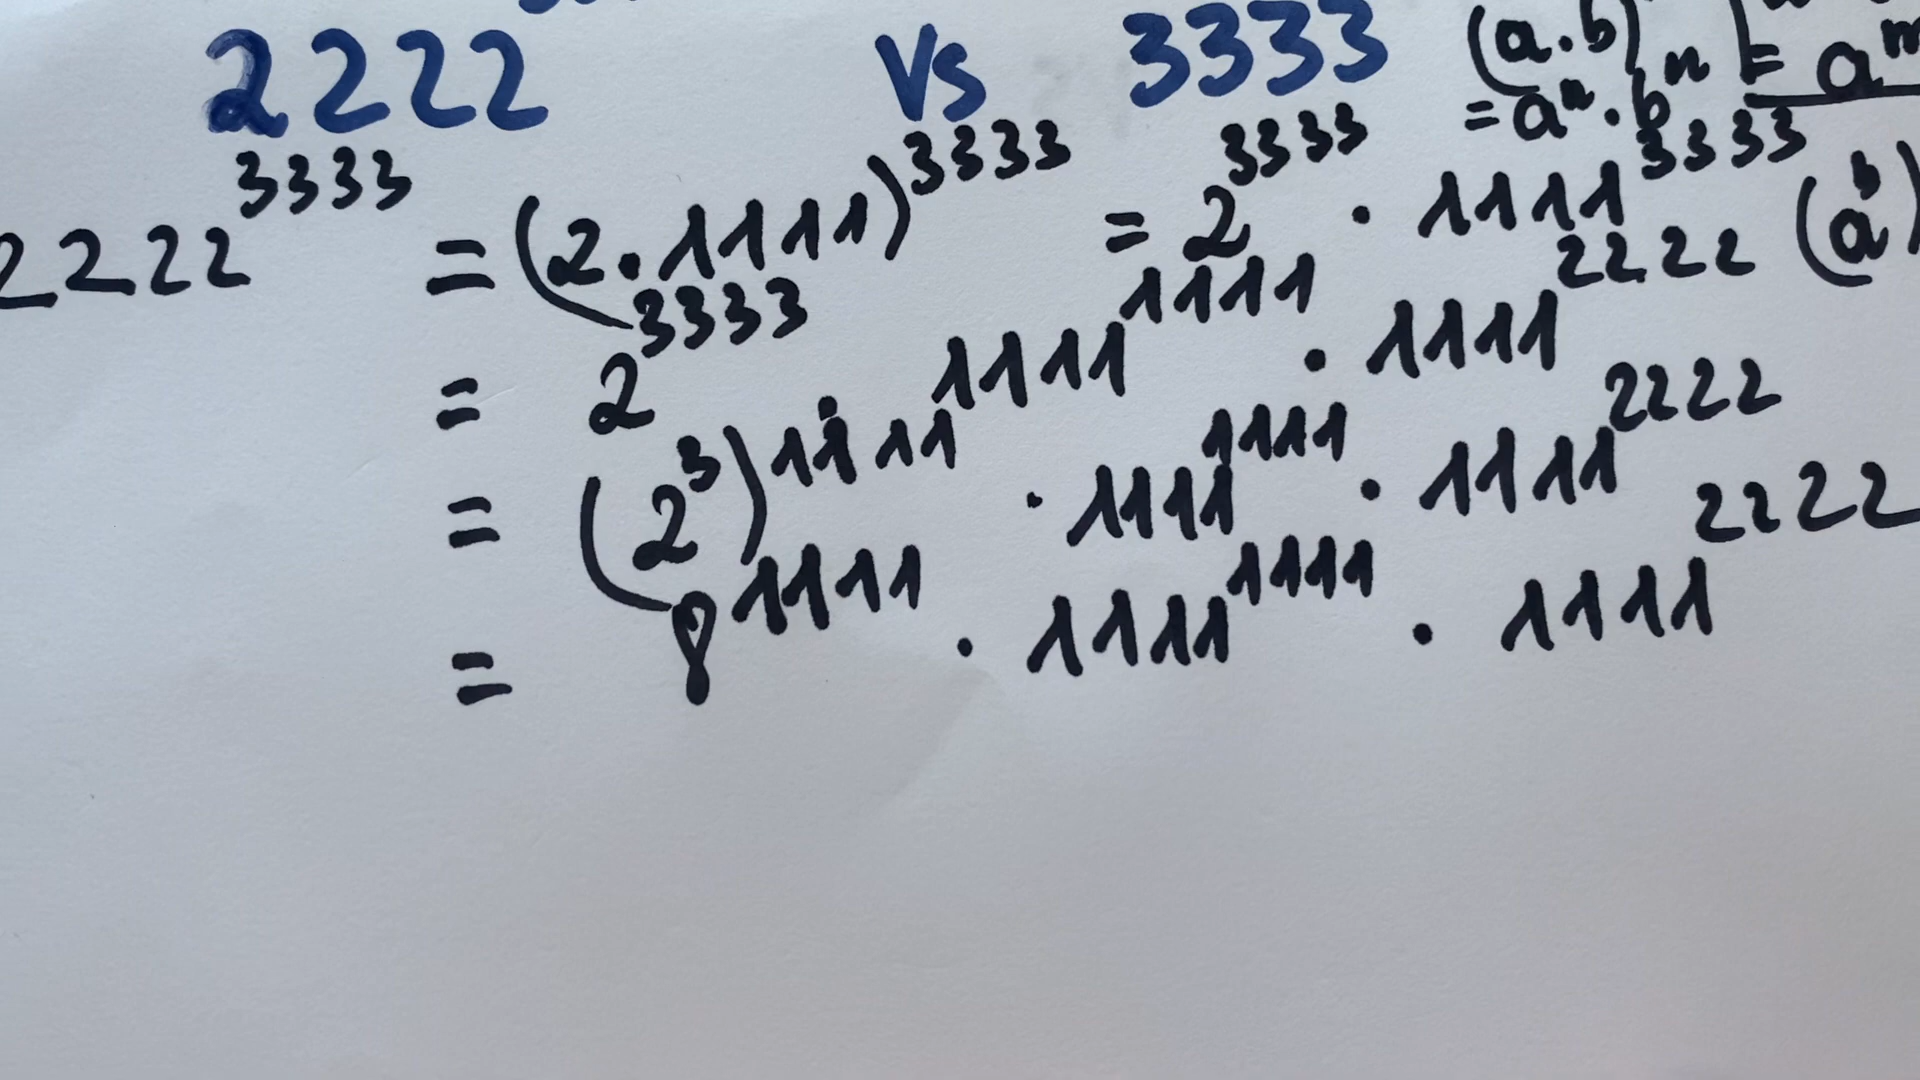 2222 Vs 3333
(a.b) = a^m
= a^n . b^n
2222^3333 = (2.1111)^3333 = 2^3333 . 1111^3333
= 2^3333 . 1111^1111 . 1111^2222 (a^b)
= (2^3)^1111 . 1111^1111 . 1111^2222
= 8^1111 . 1111^1111 . 1111^2222